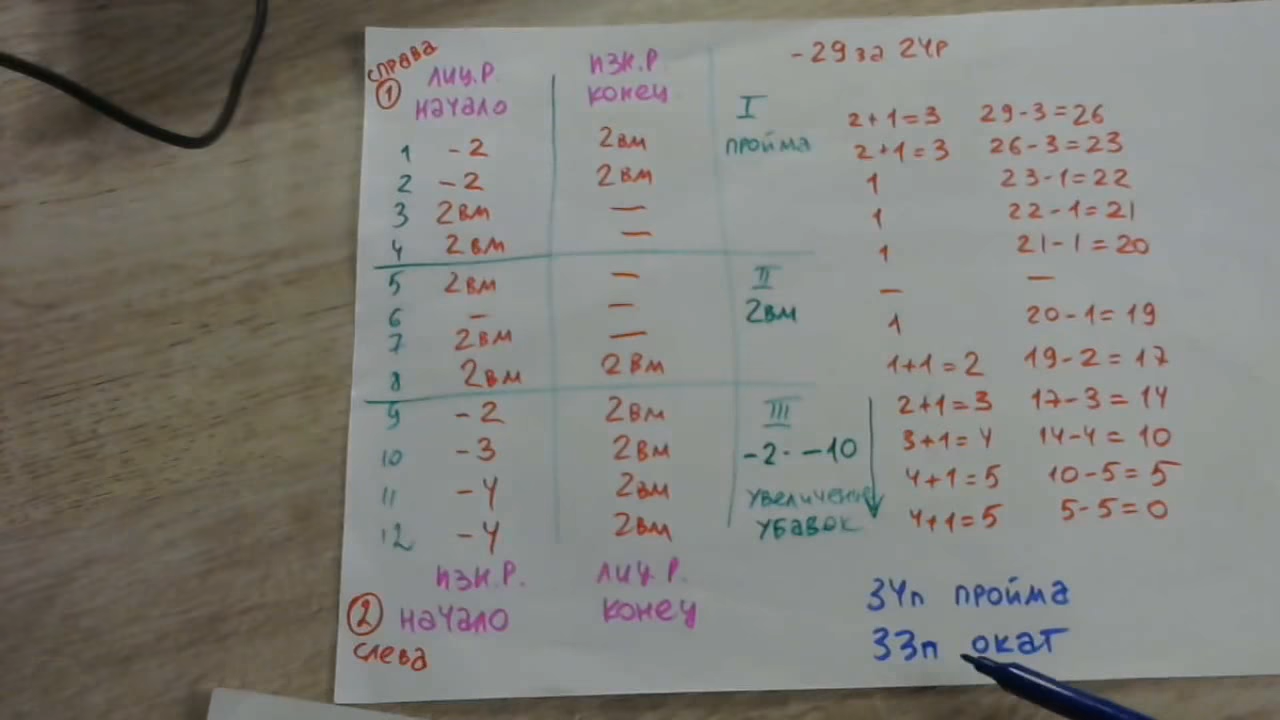 справа ① лиц.р изн.р -29 за 24р
начало конец
1 -2 2вм I 2+1=3 29-3=26
2 -2 2вм пройма 2+1=3 26-3=23
3 2вм — 1 23-1=22
4 2вм — 1 22-1=21
1 21-1=20
5 2вм — II — —
6 — — 2вм
7 2вм — 1 20-1=19
8 2вм 2вм 1+1=2 19-2=17
9 -2 2вм III 2+1=3 17-3=14
10 -3 2вм -2--10 3+1=4 14-4=10
11 -4 2вм увеличение 4+1=5 10-5=5
12 -4 2вм убавок 4+1=5 5-5=0
изн.р. лиц.р.
② начало конец
слева
34п пройма
33п окат